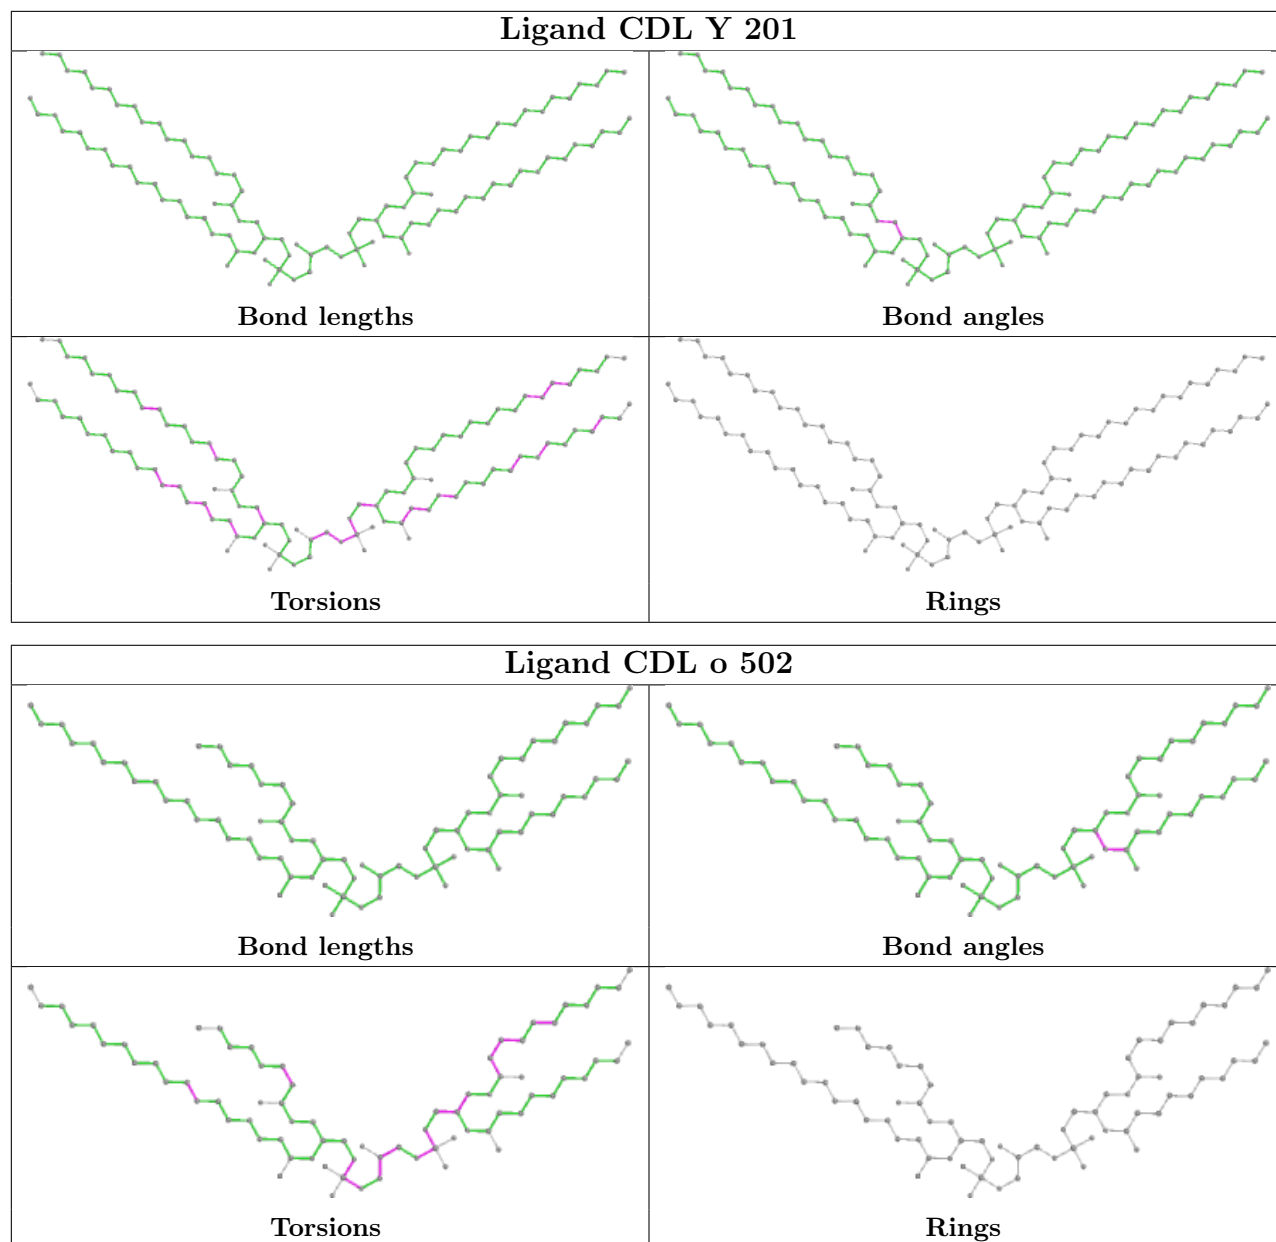 Ligand CDL Y 201
Bond lengths
Bond angles
Torsions
Rings
Ligand CDL o 502
Bond lengths
Bond angles
Torsions
Rings